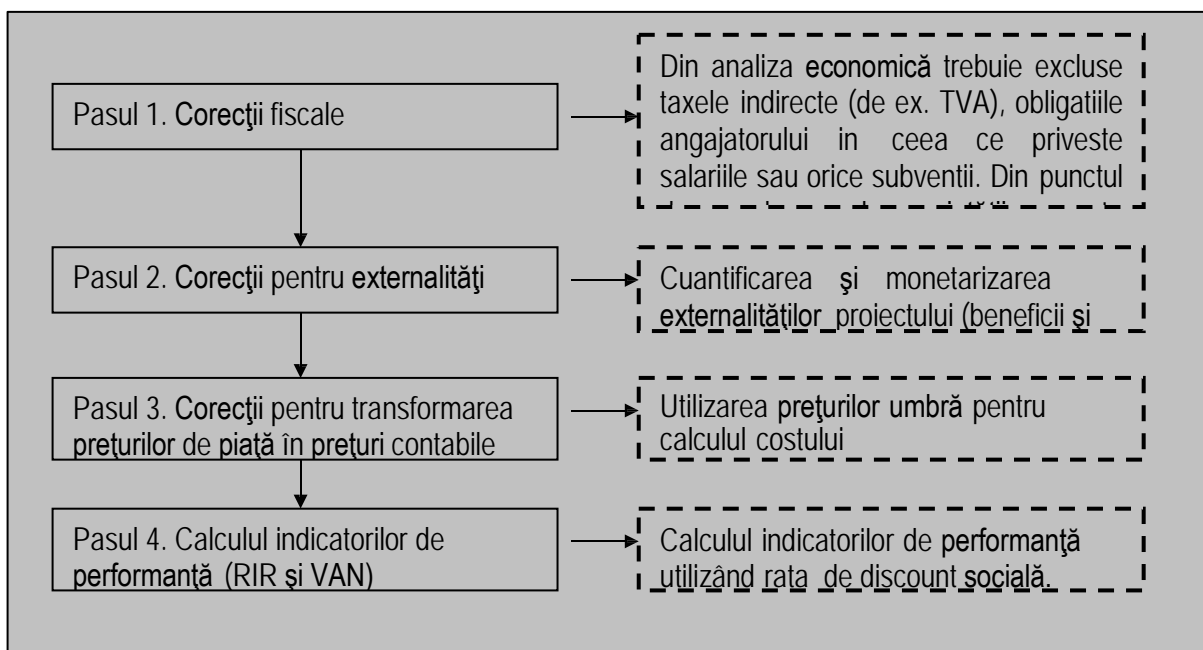 Pasul 1. Corecţii fiscale
Din analiza economică trebuie excluse
taxele indirecte (de ex. TVA), obligatiile
angajatorului in ceea ce priveste
salariile sau orice subventii. Din punctul
Pasul 2. Corecţii pentru externalităţi
Cuantificarea şi monetarizarea
externalităţilor proiectului (beneficii şi
Pasul 3. Corecţii pentru transformarea
preţurilor de piaţă în preţuri contabile
Utilizarea preţurilor umbră pentru
calculul costului
Pasul 4. Calculul indicatorilor de
performanţă (RIR şi VAN)
Calculul indicatorilor de performanţă
utilizând rata de discount socială.